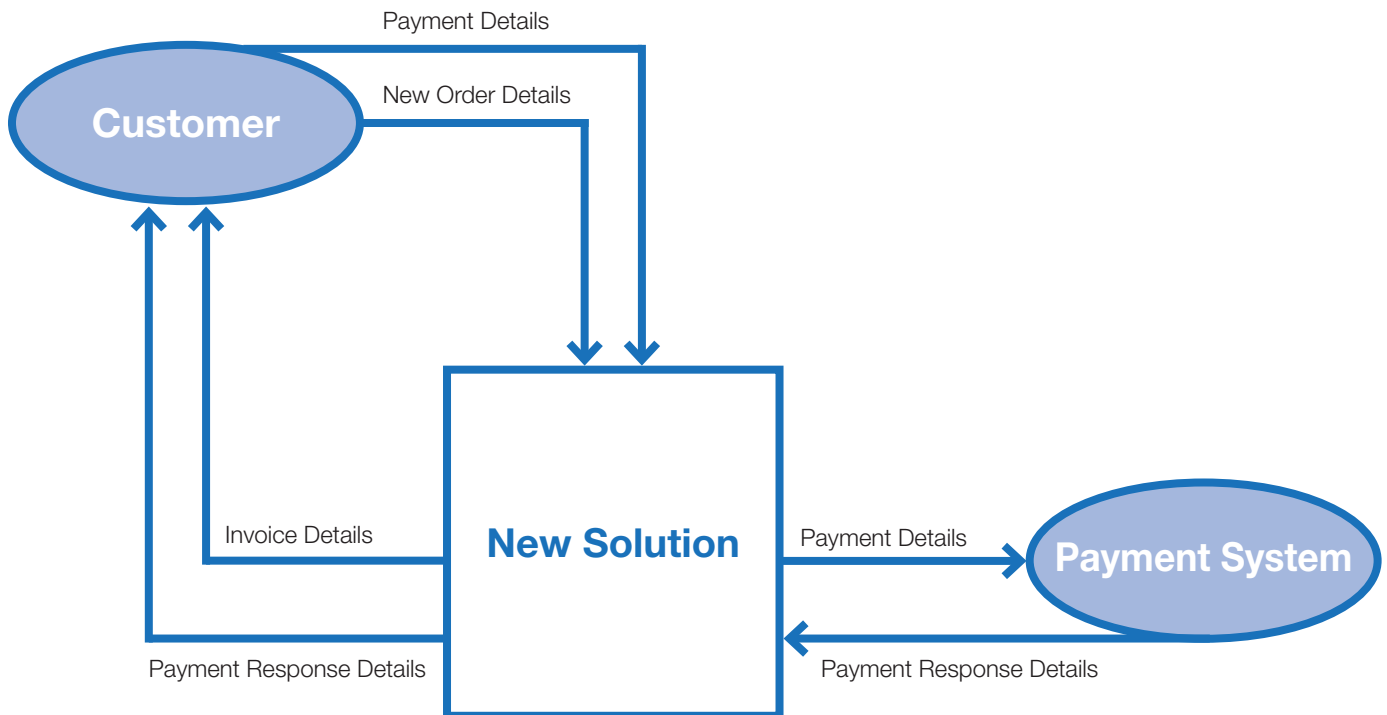 Payment Details
New Order Details
Customer
Invoice Details
New Solution
Payment Details
Payment System
Payment Response Details
Payment Response Details